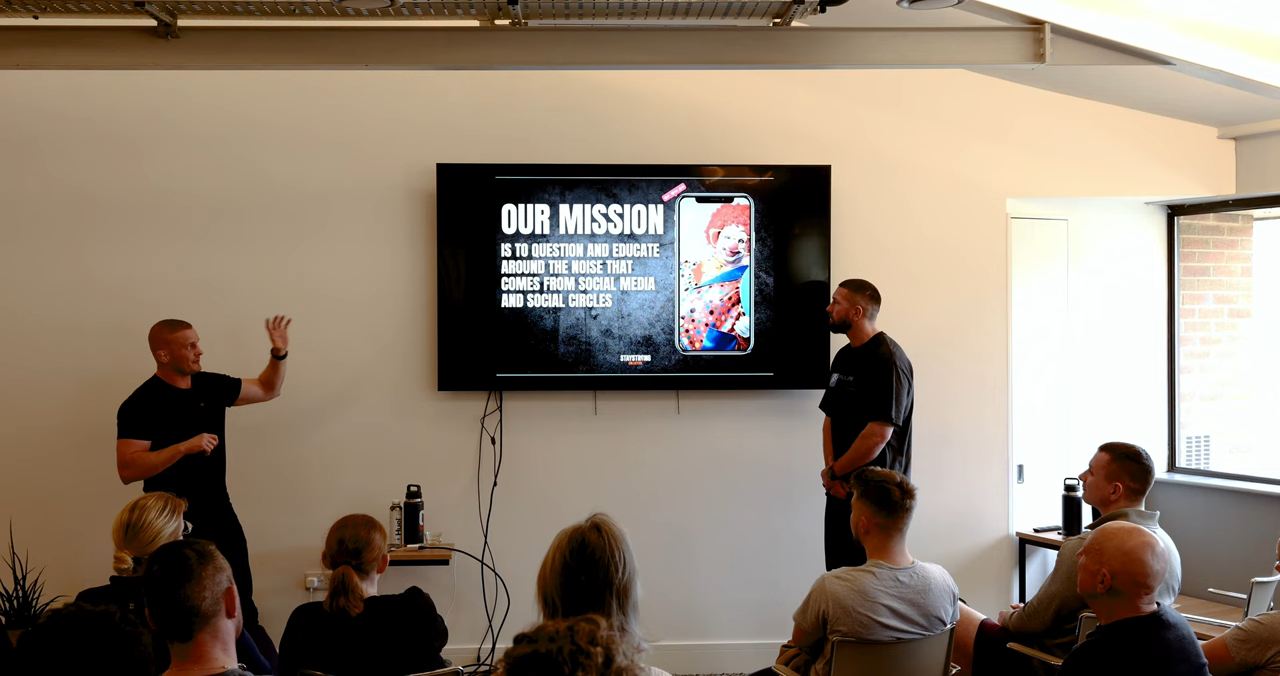 OUR MISSION
IS TO QUESTION AND EDUCATE
AROUND THE NOISE THAT
COMES FROM SOCIAL MEDIA
AND SOCIAL CIRCLES